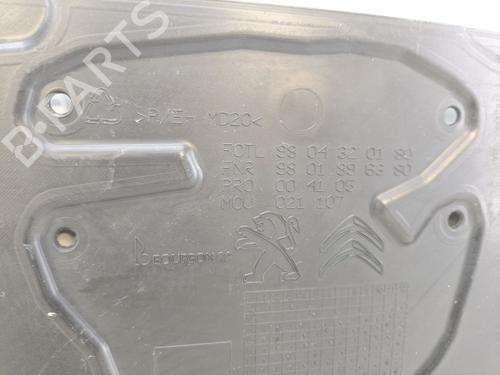 B-PARTS
>P/E-MD20<
FOTL 98 04 32 01 80
FNR 98 01 89 63 80
PRO 00 41 03
MOU 021 107
BOURBON